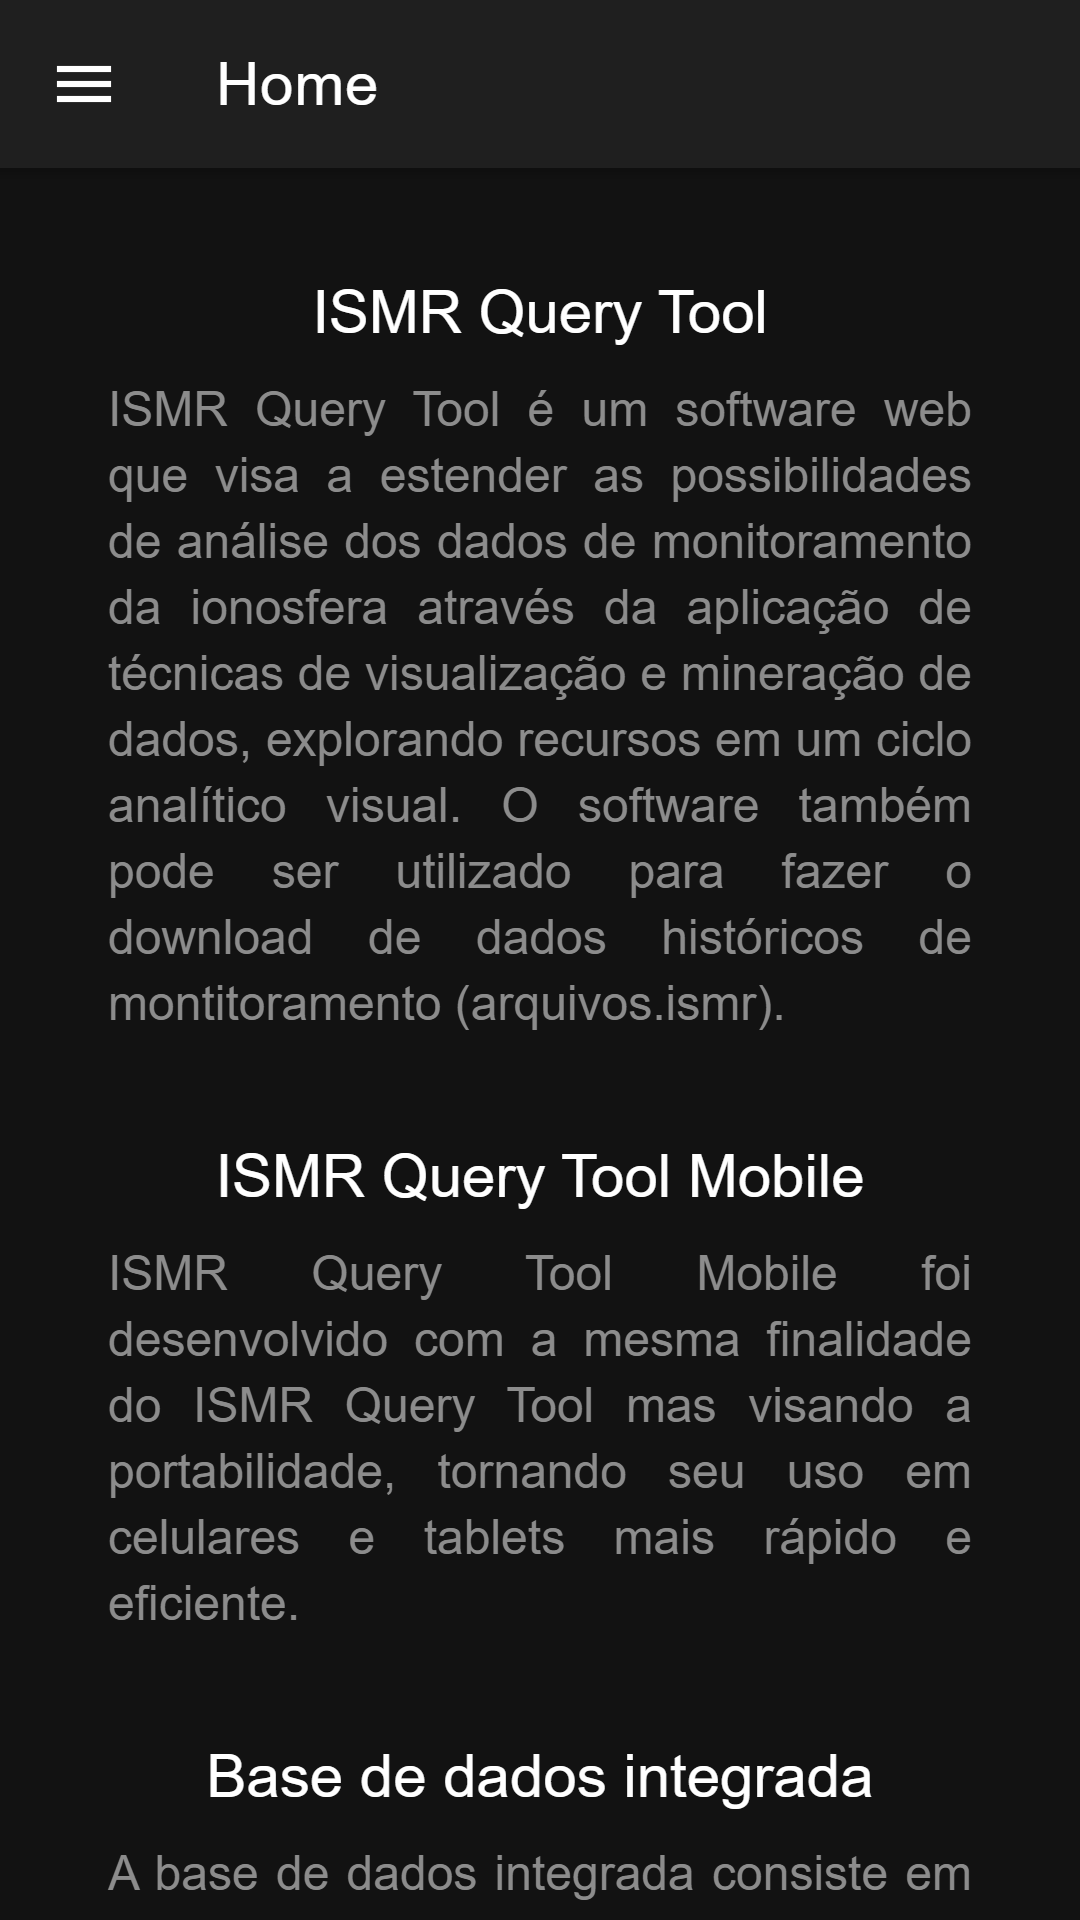 Home
ISMR Query Tool
ISMR Query Tool é um software web
que visa a estender as possibilidades
de análise dos dados de monitoramento
da ionosfera através da aplicação de
técnicas de visualização e mineração de
dados, explorando recursos em um ciclo
analítico visual. O software também
pode ser utilizado para fazer o
download de dados históricos de
montitoramento (arquivos.ismr).
ISMR Query Tool Mobile
ISMR Query Tool Mobile foi
desenvolvido com a mesma finalidade
do ISMR Query Tool mas visando a
portabilidade, tornando seu uso em
celulares e tablets mais rápido e
eficiente.
Base de dados integrada
A base de dados integrada consiste em